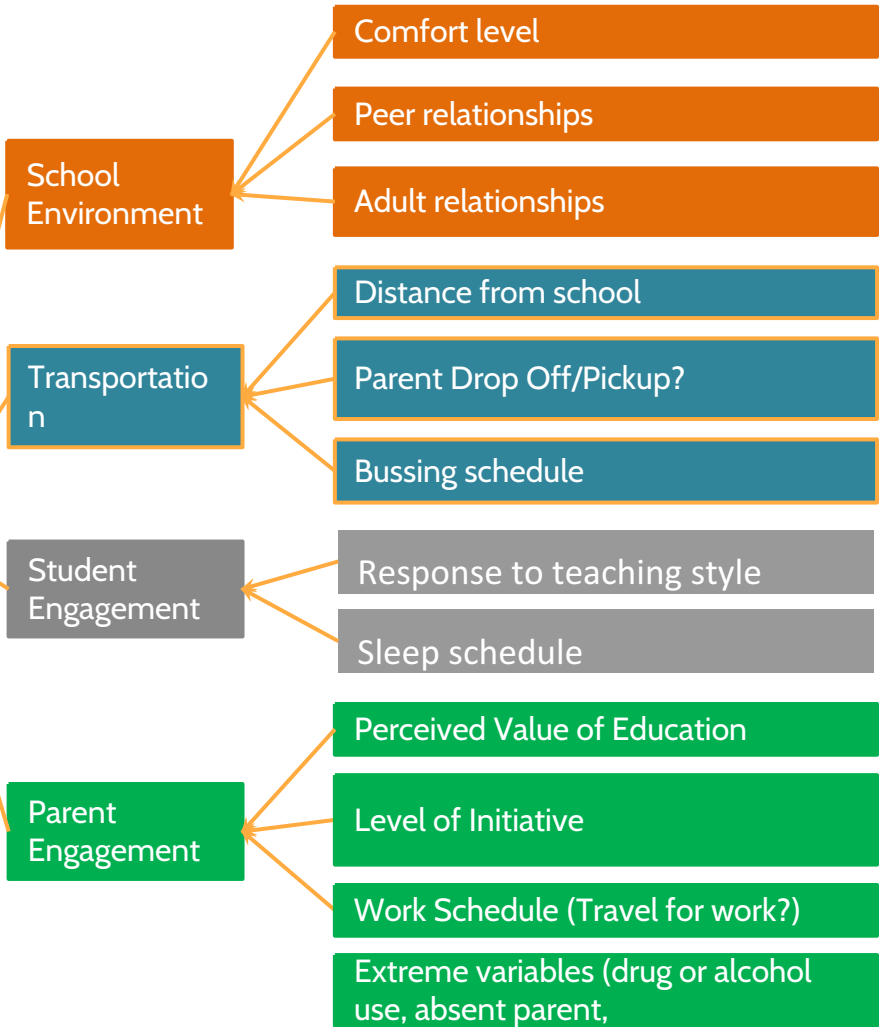 Comfort level
Peer relationships
School
Environment
Adult relationships
Distance from school
Transportatio
n
Parent Drop Off/Pickup?
Bussing schedule
Student
Engagement
Response to teaching style
Sleep schedule
Perceived Value of Education
Parent
Engagement
Level of Initiative
Work Schedule (Travel for work?)
Extreme variables (drug or alcohol
use, absent parent,